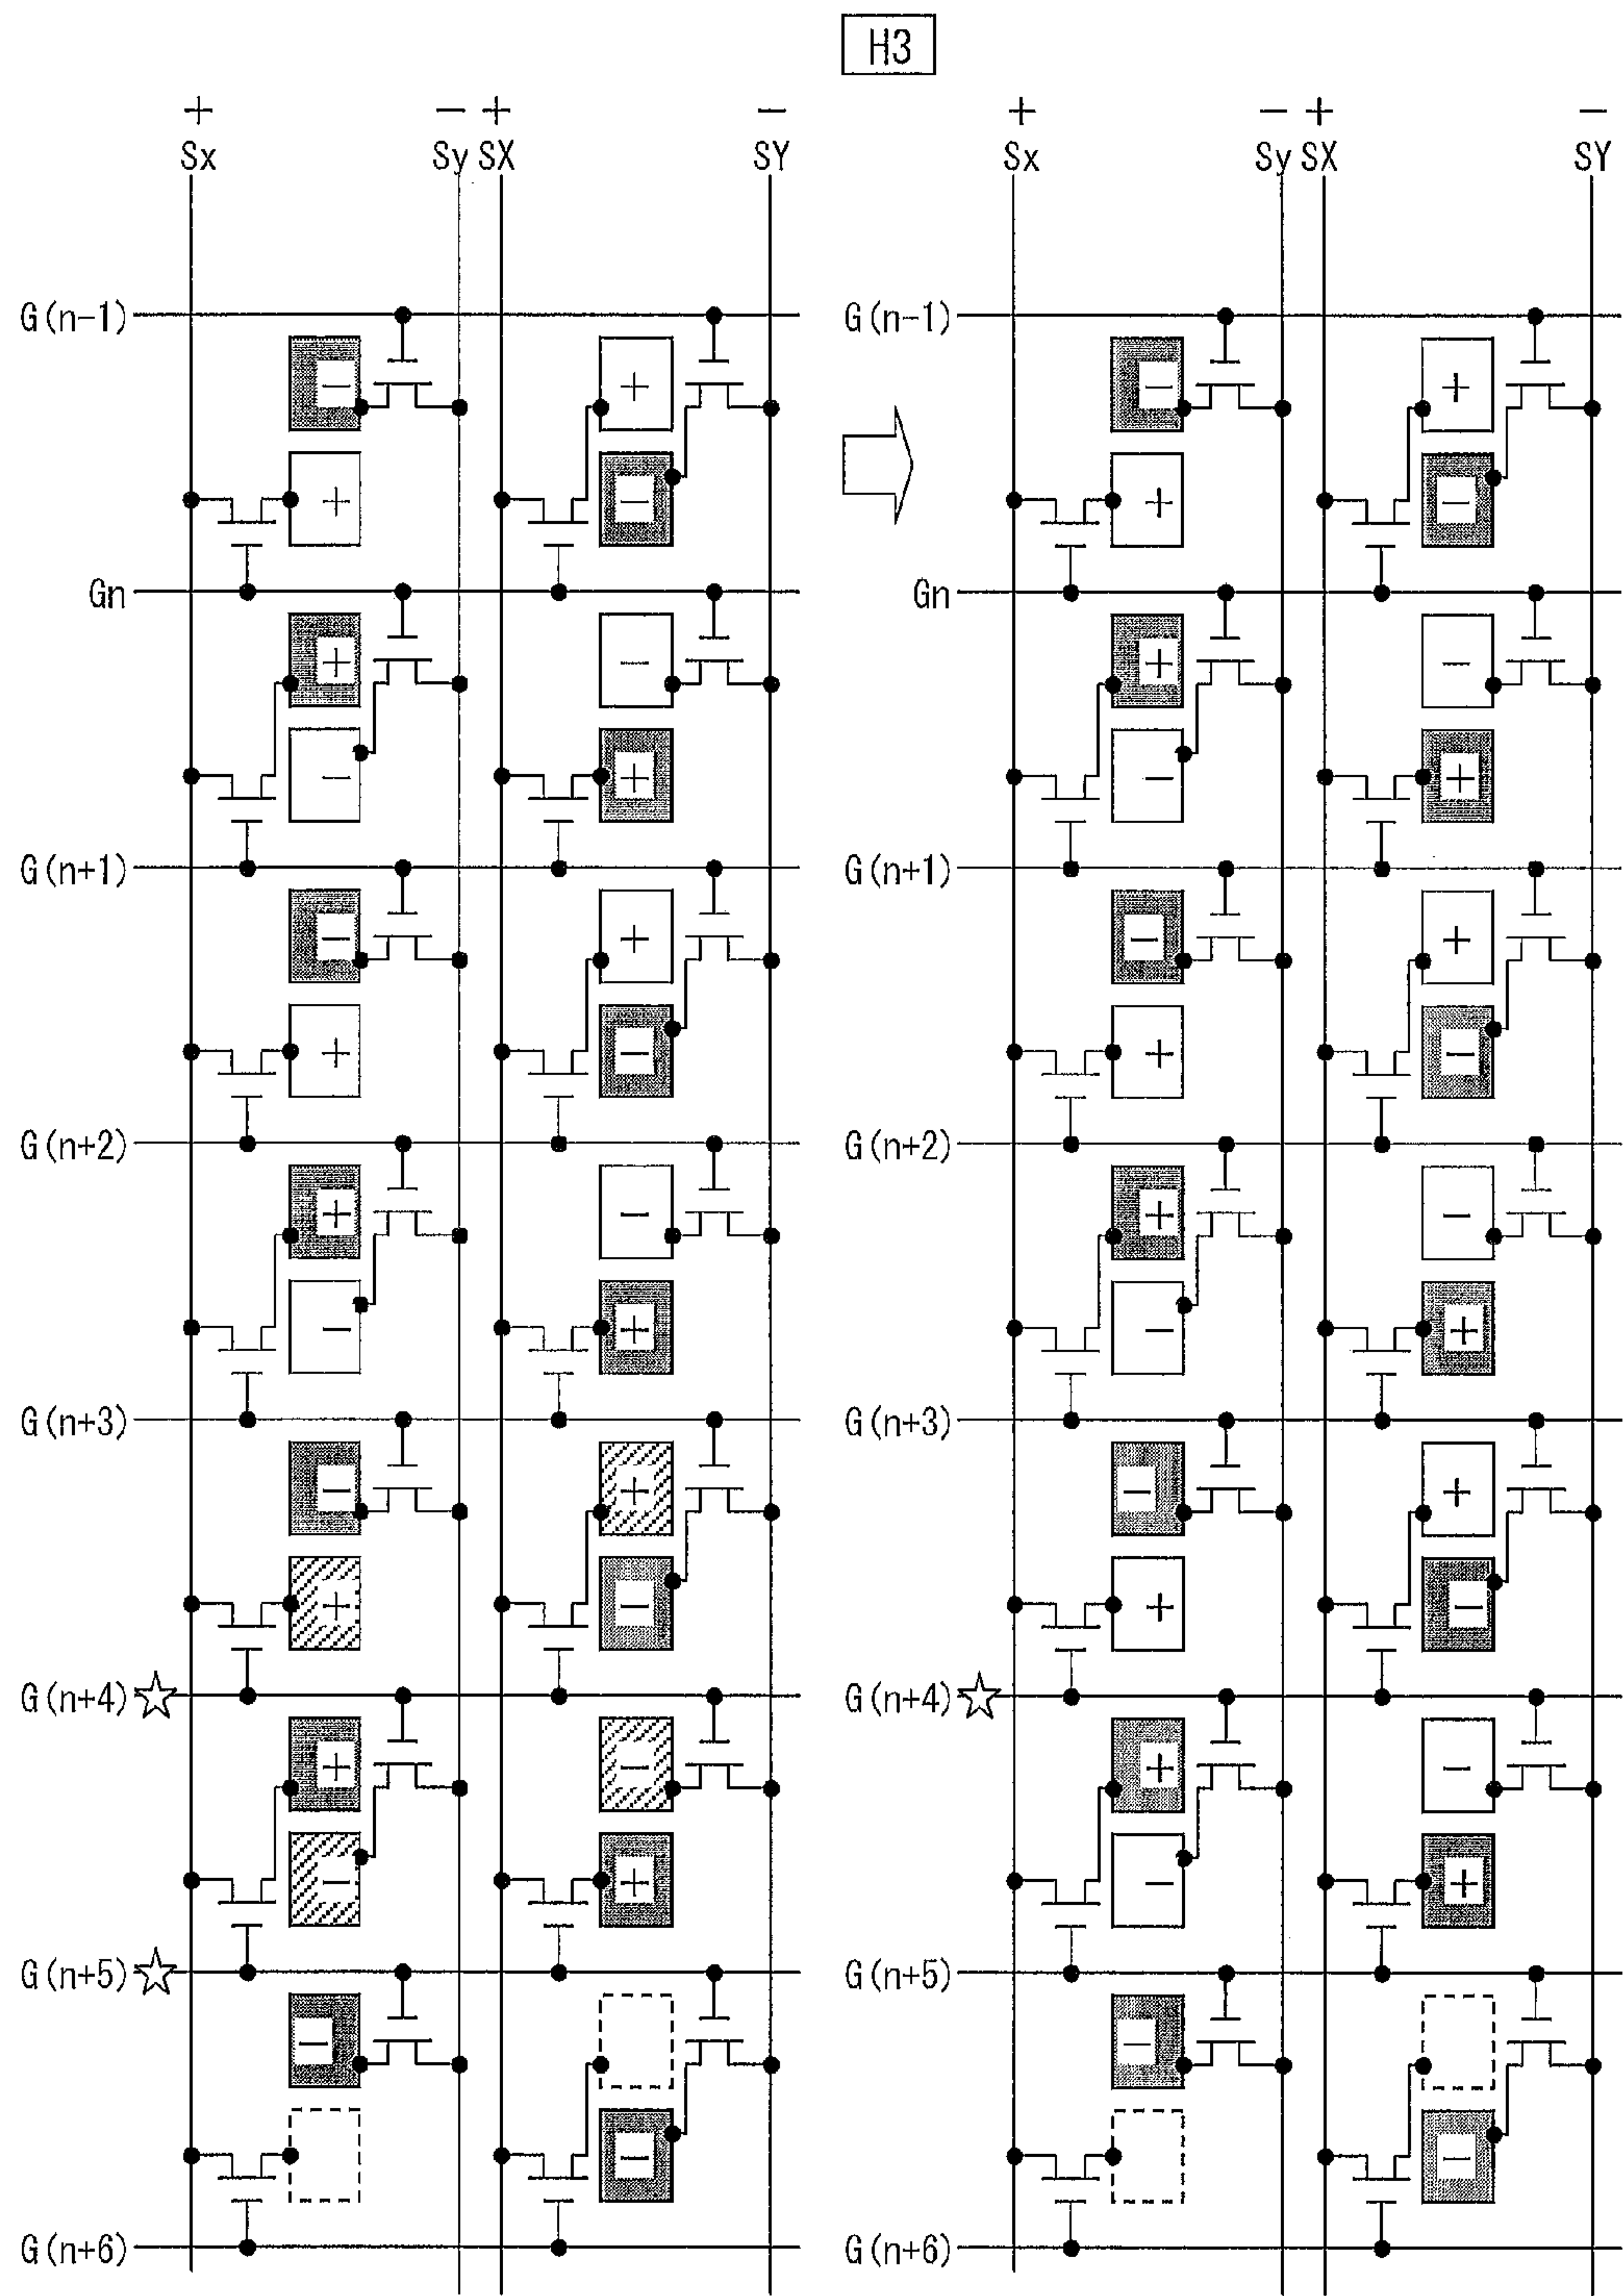 H3
+ - + - + - + -
Sx Sy SX SY Sx Sy SX SY
G(n-1) G(n-1)
- + - +
+ - + -
Gn Gn
+ - + -
- + - +
G(n+1) G(n+1)
- + - +
+ - + -
G(n+2) G(n+2)
+ - + -
- + - +
G(n+3) G(n+3)
- + - +
+ - + -
G(n+4)☆ G(n+4)☆
+ - + -
- + - +
G(n+5)☆ G(n+5)
- -
- -
G(n+6) G(n+6)